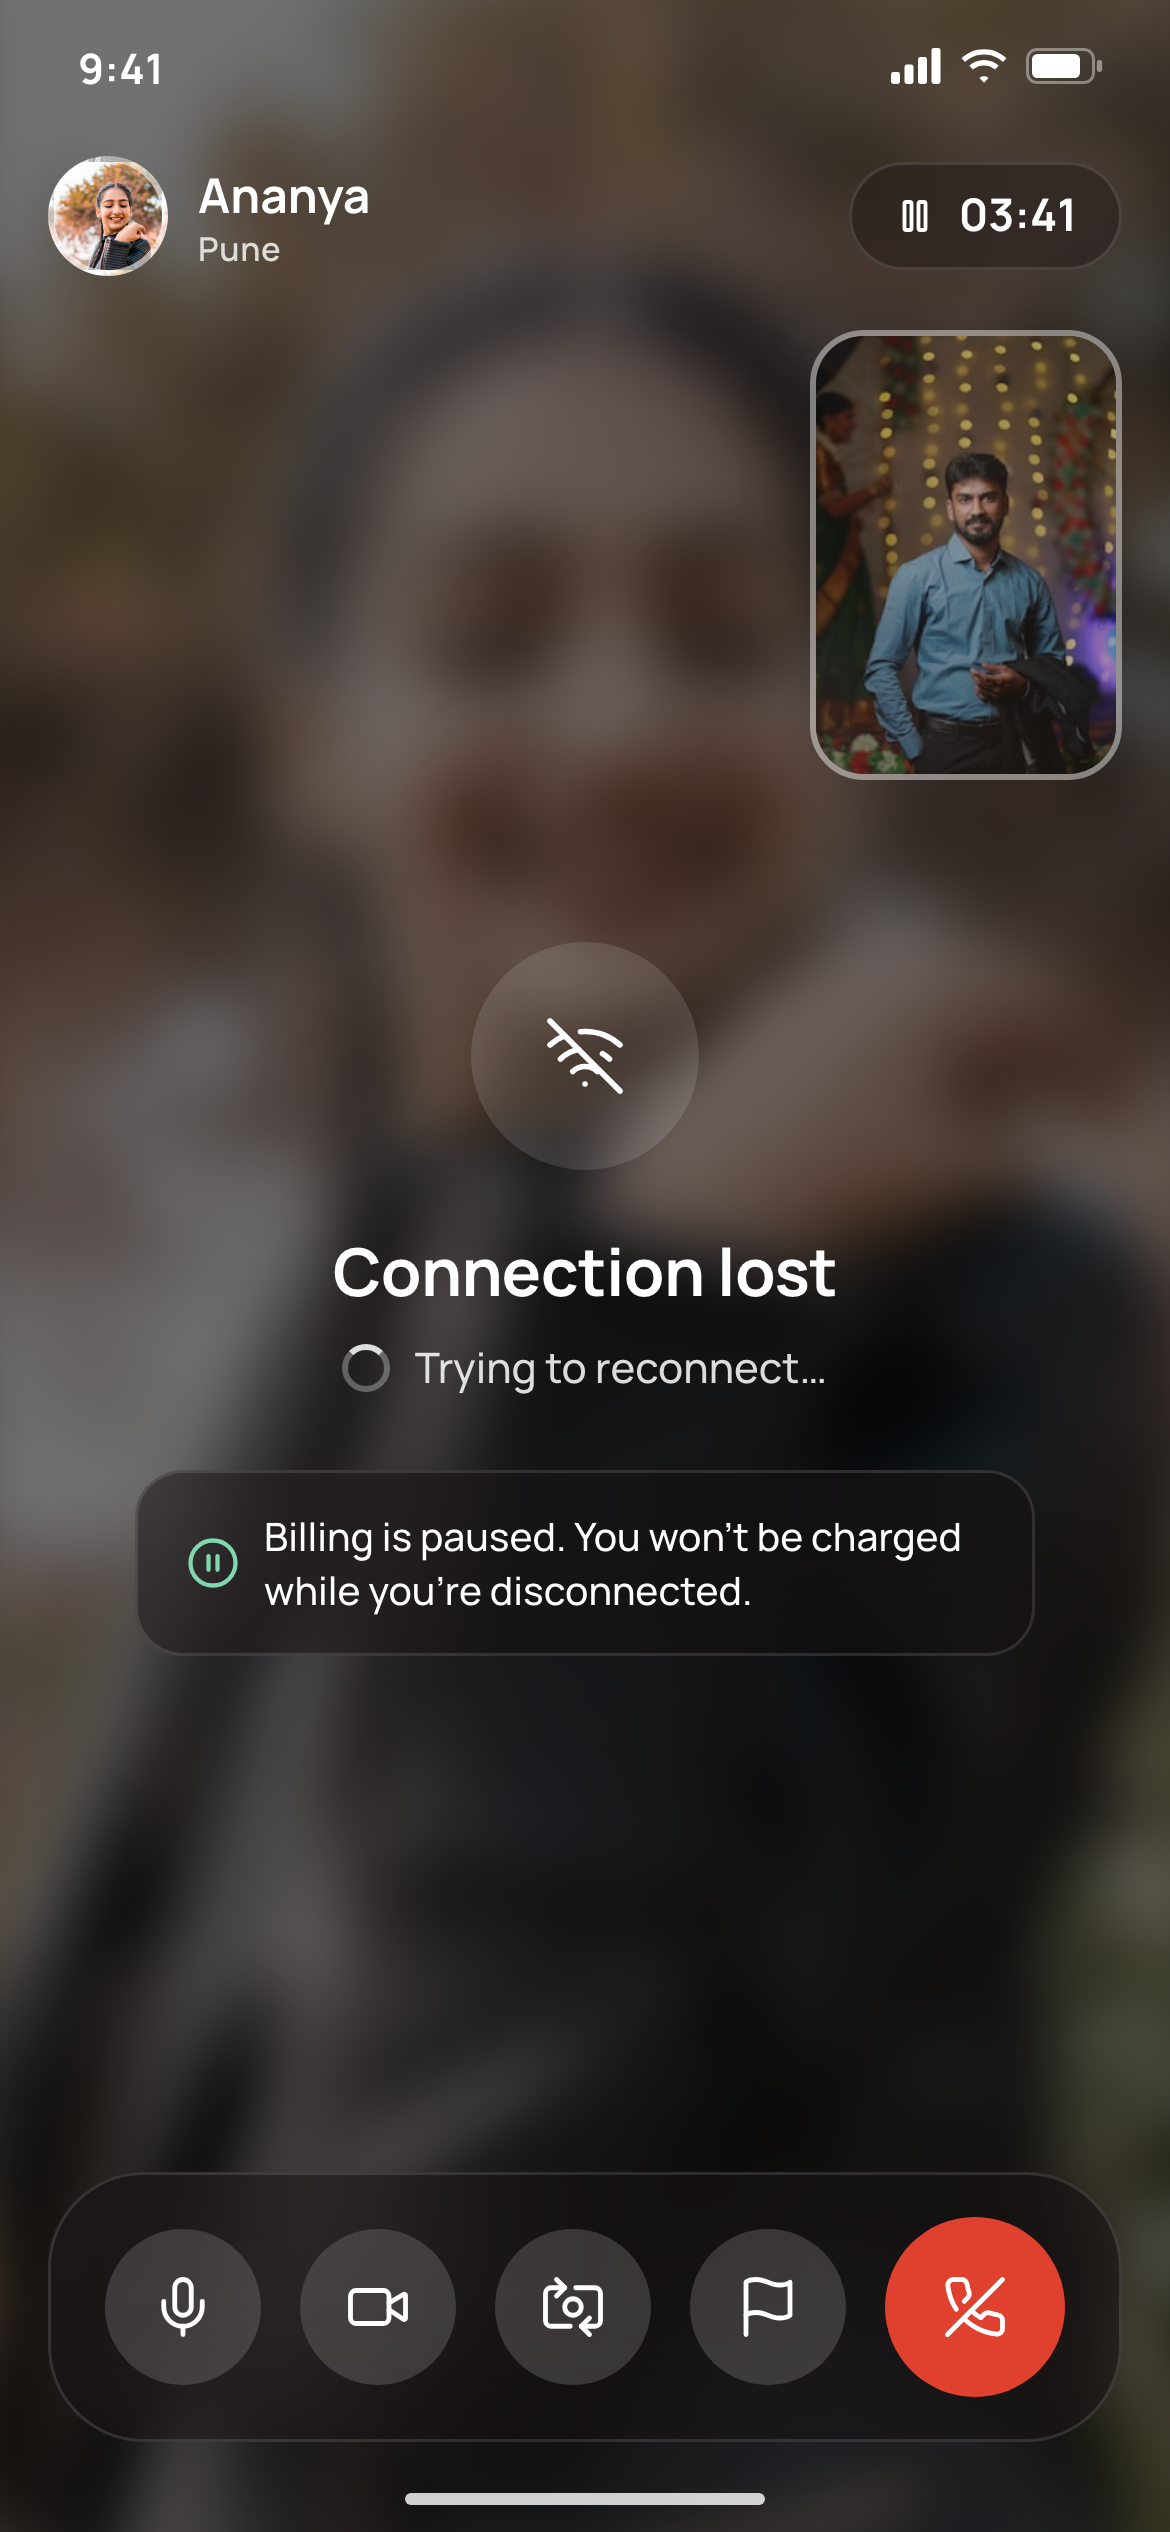 9:41
Ananya
Pune
03:41
Connection lost
Trying to reconnect...
Billing is paused. You won’t be charged
while you’re disconnected.